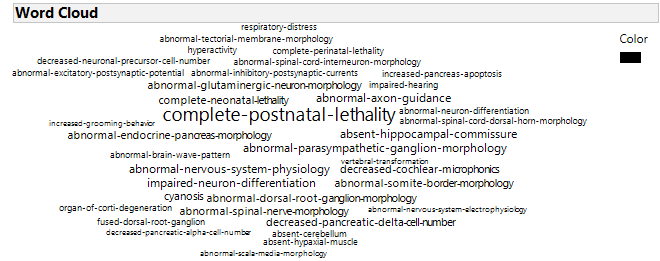 Word Cloud
respiratory-distress
Color
abnormal-tectorial-membrane-morphology
hyperactivity complete-perinatal-lethality
decreased-neuronal-precursor-cell-number abnormal-spinal-cord-interneuron-morphology
abnormal-excitatory-postsynaptic-potential abnormal-inhibitory-postsynaptic-currents increased-pancreas-apoptosis
abnormal-glutaminergic-neuron-morphology impaired-hearing
complete-neonatal-lethality abnormal-axon-guidance
complete-postnatal-lethality abnormal-neuron-differentiation
increased-grooming-behavior abnormal-spinal-cord-dorsal-horn-morphology
abnormal-endocrine-pancreas-morphology absent-hippocampal-commissure
abnormal-brain-wave-pattern abnormal-parasympathetic-ganglion-morphology
vertebral-transformation
abnormal-nervous-system-physiology decreased-cochlear-microphonics
impaired-neuron-differentiation abnormal-somite-border-morphology
cyanosis abnormal-dorsal-root-ganglion-morphology
organ-of-corti-degeneration abnormal-spinal-nerve-morphology abnormal-nervous-system-electrophysiology
fused-dorsal-root-ganglion decreased-pancreatic-delta-cell-number
decreased-pancreatic-alpha-cell-number absent-cerebellum
absent-hypaxial-muscle
abnormal-scala-media-morphology